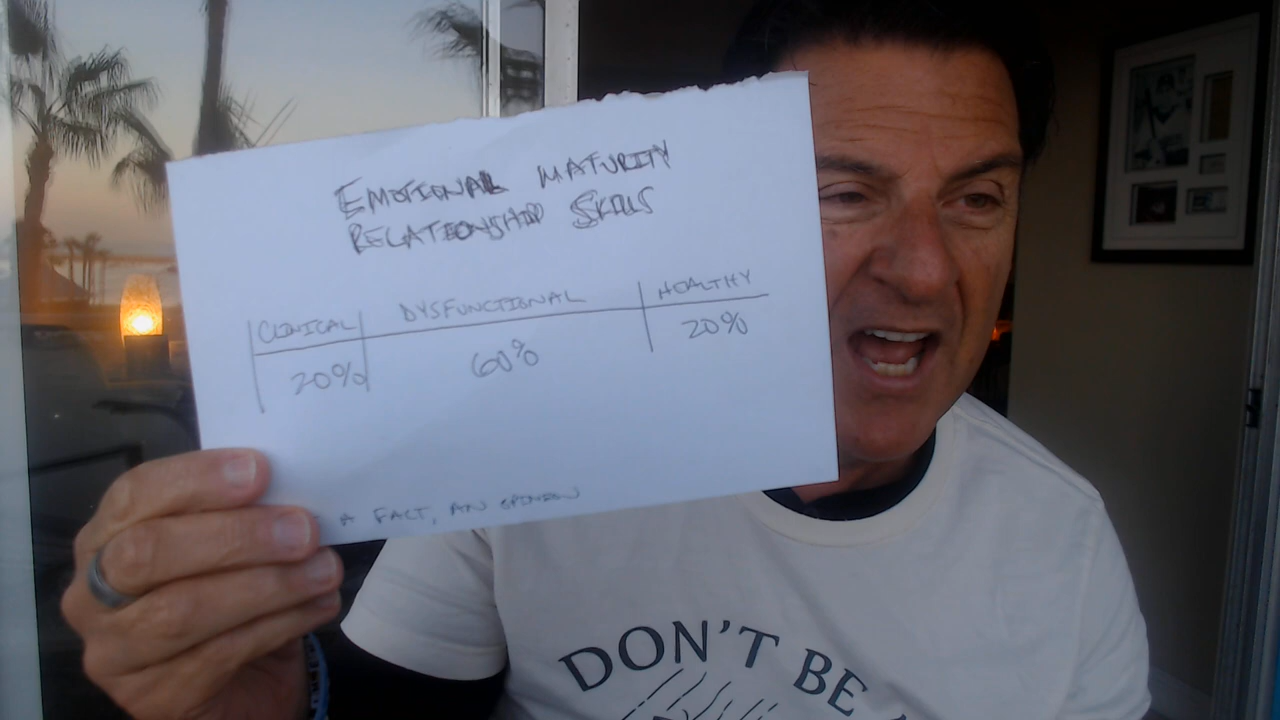 EMOTIONAL MATURITY
RELATIONSHIP SKILLS
CLINICAL DYSFUNCTIONAL HEALTHY
20% 60% 20%
A FACT, AN OPINION
DON'T BE